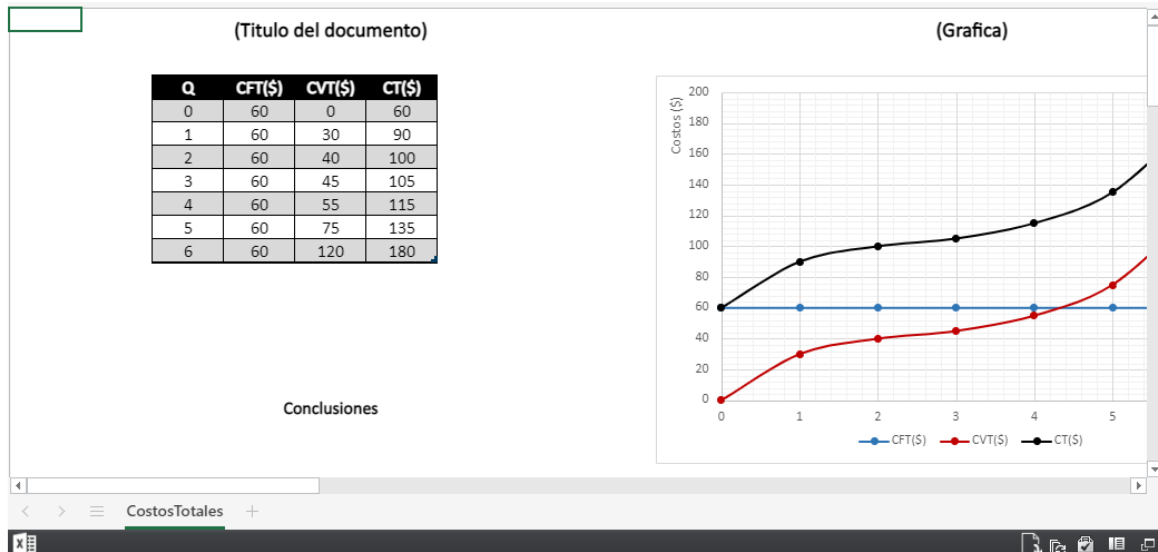 (Titulo del documento)
(Grafica)
Q CFT($) CVT($) CT($)
0 60 0 60
1 60 30 90
2 60 40 100
3 60 45 105
4 60 55 115
5 60 75 135
6 60 120 180
Conclusiones
Costos ($)
200
180
160
140
120
100
80
60
40
20
0
0 1 2 3 4 5
CFT($) CVT($) CT($)
CostosTotales